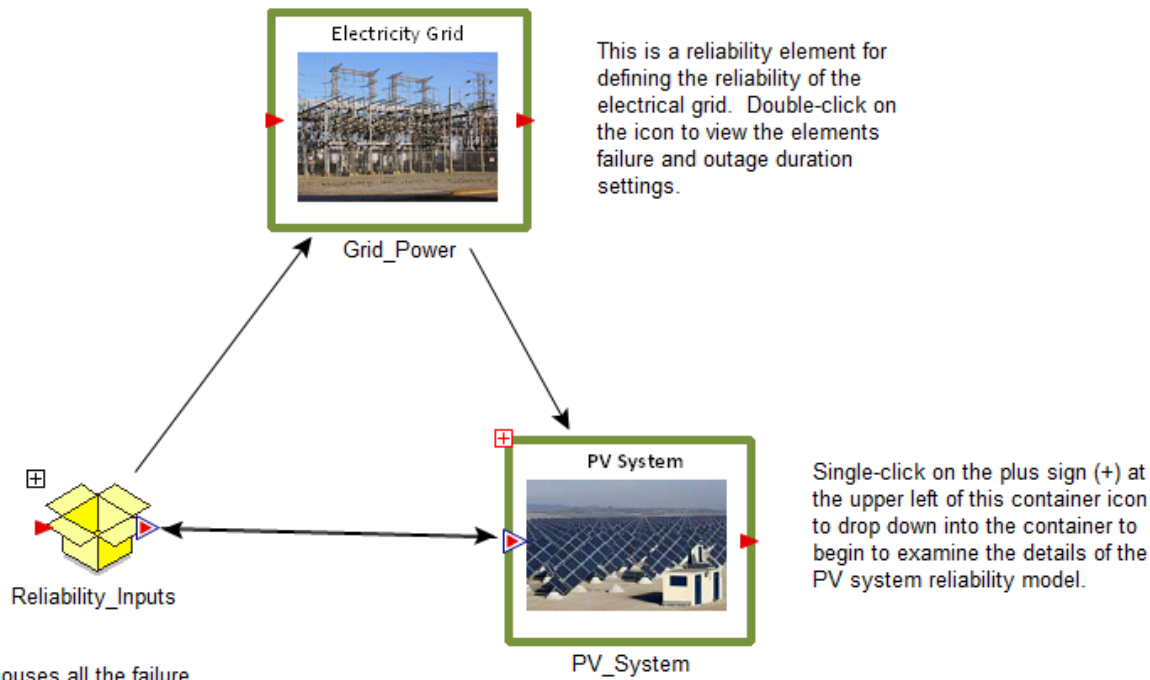 Electricity Grid
This is a reliability element for
defining the reliability of the
electrical grid.  Double-click on
the icon to view the elements
failure and outage duration
settings.
Grid_Power
PV System
Single-click on the plus sign (+) at
the upper left of this container icon
to drop down into the container to
begin to examine the details of the
PV system reliability model.
Reliability_Inputs
PV_System
ouses all the failure